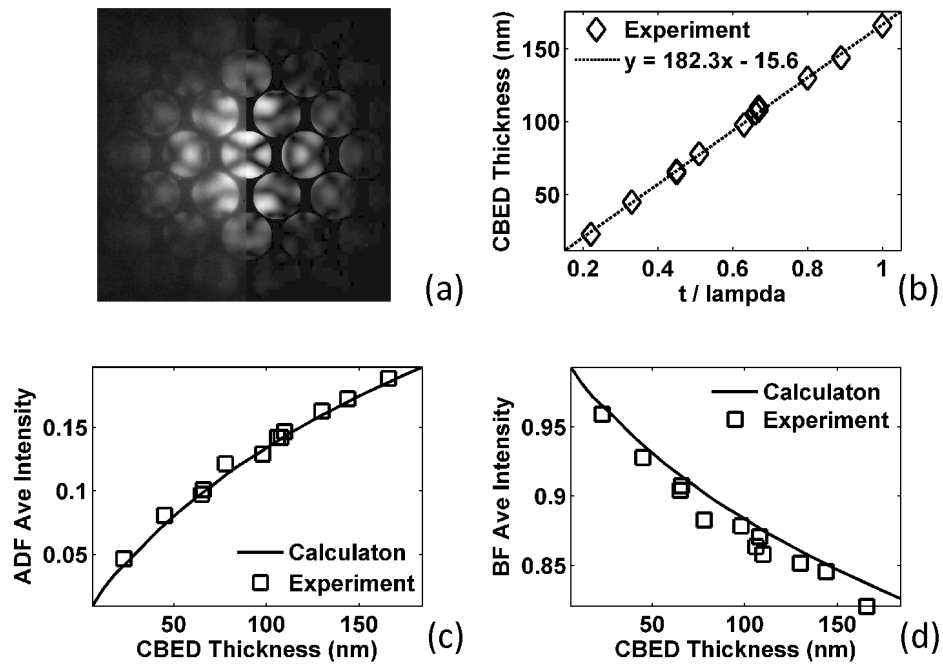 (a)
CBED Thickness (nm)
150
100
50
Experiment
y = 182.3x - 15.6
0.2 0.4 0.6 0.8 1
t / lampda
(b)
ADF Ave Intensity
0.15
0.1
0.05
Calculaton
Experiment
50 100 150
CBED Thickness (nm)
(c)
BF Ave Intensity
0.95
0.9
0.85
Calculaton
Experiment
50 100 150
CBED Thickness (nm)
(d)